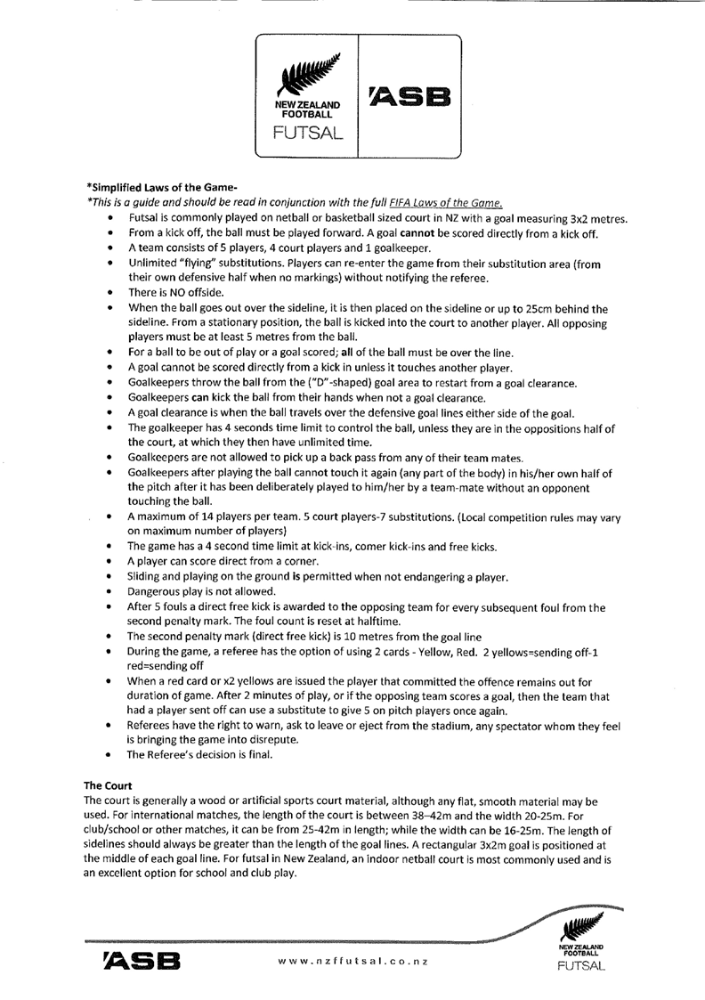 NEW ZEALAND
FOOTBALL
FUTSAL
ASB
*Simplified Laws of the Game-
*This is a guide and should be read in conjunction with the full FIFA Laws of the Game.
• Futsal is commonly played on netball or basketball sized court in NZ with a goal measuring 3x2 metres.
• From a kick off, the ball must be played forward. A goal cannot be scored directly from a kick off.
• A team consists of 5 players, 4 court players and 1 goalkeeper.
• Unlimited "flying" substitutions. Players can re-enter the game from their substitution area (from
their own defensive half when no markings) without notifying the referee.
• There is NO offside.
• When the ball goes out over the sideline, it is then placed on the sideline or up to 25cm behind the
sideline. From a stationary position, the ball is kicked into the court to another player. All opposing
players must be at least 5 metres from the ball.
• For a ball to be out of play or a goal scored; all of the ball must be over the line.
• A goal cannot be scored directly from a kick in unless it touches another player.
• Goalkeepers throw the ball from the ("D"-shaped) goal area to restart from a goal clearance.
• Goalkeepers can kick the ball from their hands when not a goal clearance.
• A goal clearance is when the ball travels over the defensive goal lines either side of the goal.
• The goalkeeper has 4 seconds time limit to control the ball, unless they are in the oppositions half of
the court, at which they then have unlimited time.
• Goalkeepers are not allowed to pick up a back pass from any of their team mates.
• Goalkeepers after playing the ball cannot touch it again (any part of the body) in his/her own half of
the pitch after it has been deliberately played to him/her by a team-mate without an opponent
touching the ball.
• A maximum of 14 players per team. 5 court players-7 substitutions. (Local competition rules may vary
on maximum number of players)
• The game has a 4 second time limit at kick-ins, comer kick-ins and free kicks.
• A player can score direct from a corner.
• Sliding and playing on the ground is permitted when not endangering a player.
• Dangerous play is not allowed.
• After 5 fouls a direct free kick is awarded to the opposing team for every subsequent foul from the
second penalty mark. The foul count is reset at halftime.
• The second penalty mark (direct free kick) is 10 metres from the goal line
• During the game, a referee has the option of using 2 cards - Yellow, Red. 2 yellows=sending off-1
red=sending off
• When a red card or x2 yellows are issued the player that committed the offence remains out for
duration of game. After 2 minutes of play, or if the opposing team scores a goal, then the team that
had a player sent off can use a substitute to give 5 on pitch players once again.
• Referees have the right to warn, ask to leave or eject from the stadium, any spectator whom they feel
is bringing the game into disrepute.
• The Referee's decision is final.
The Court
The court is generally a wood or artificial sports court material, although any flat, smooth material may be
used. For international matches, the length of the court is between 38–42m and the width 20-25m. For
club/school or other matches, it can be from 25-42m in length; while the width can be 16-25m. The length of
sidelines should always be greater than the length of the goal lines. A rectangular 3x2m goal is positioned at
the middle of each goal line. For futsal in New Zealand, an indoor netball court is most commonly used and is
an excellent option for school and club play.
ASB
www.nzffutsal.co.nz
NEW ZEALAND
FOOTBALL
FUTSAL